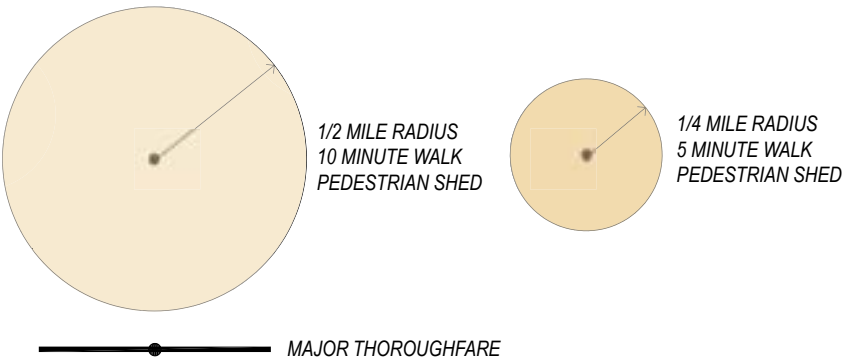 1/2 MILE RADIUS
10 MINUTE WALK
PEDESTRIAN SHED
1/4 MILE RADIUS
5 MINUTE WALK
PEDESTRIAN SHED
MAJOR THOROUGHFARE